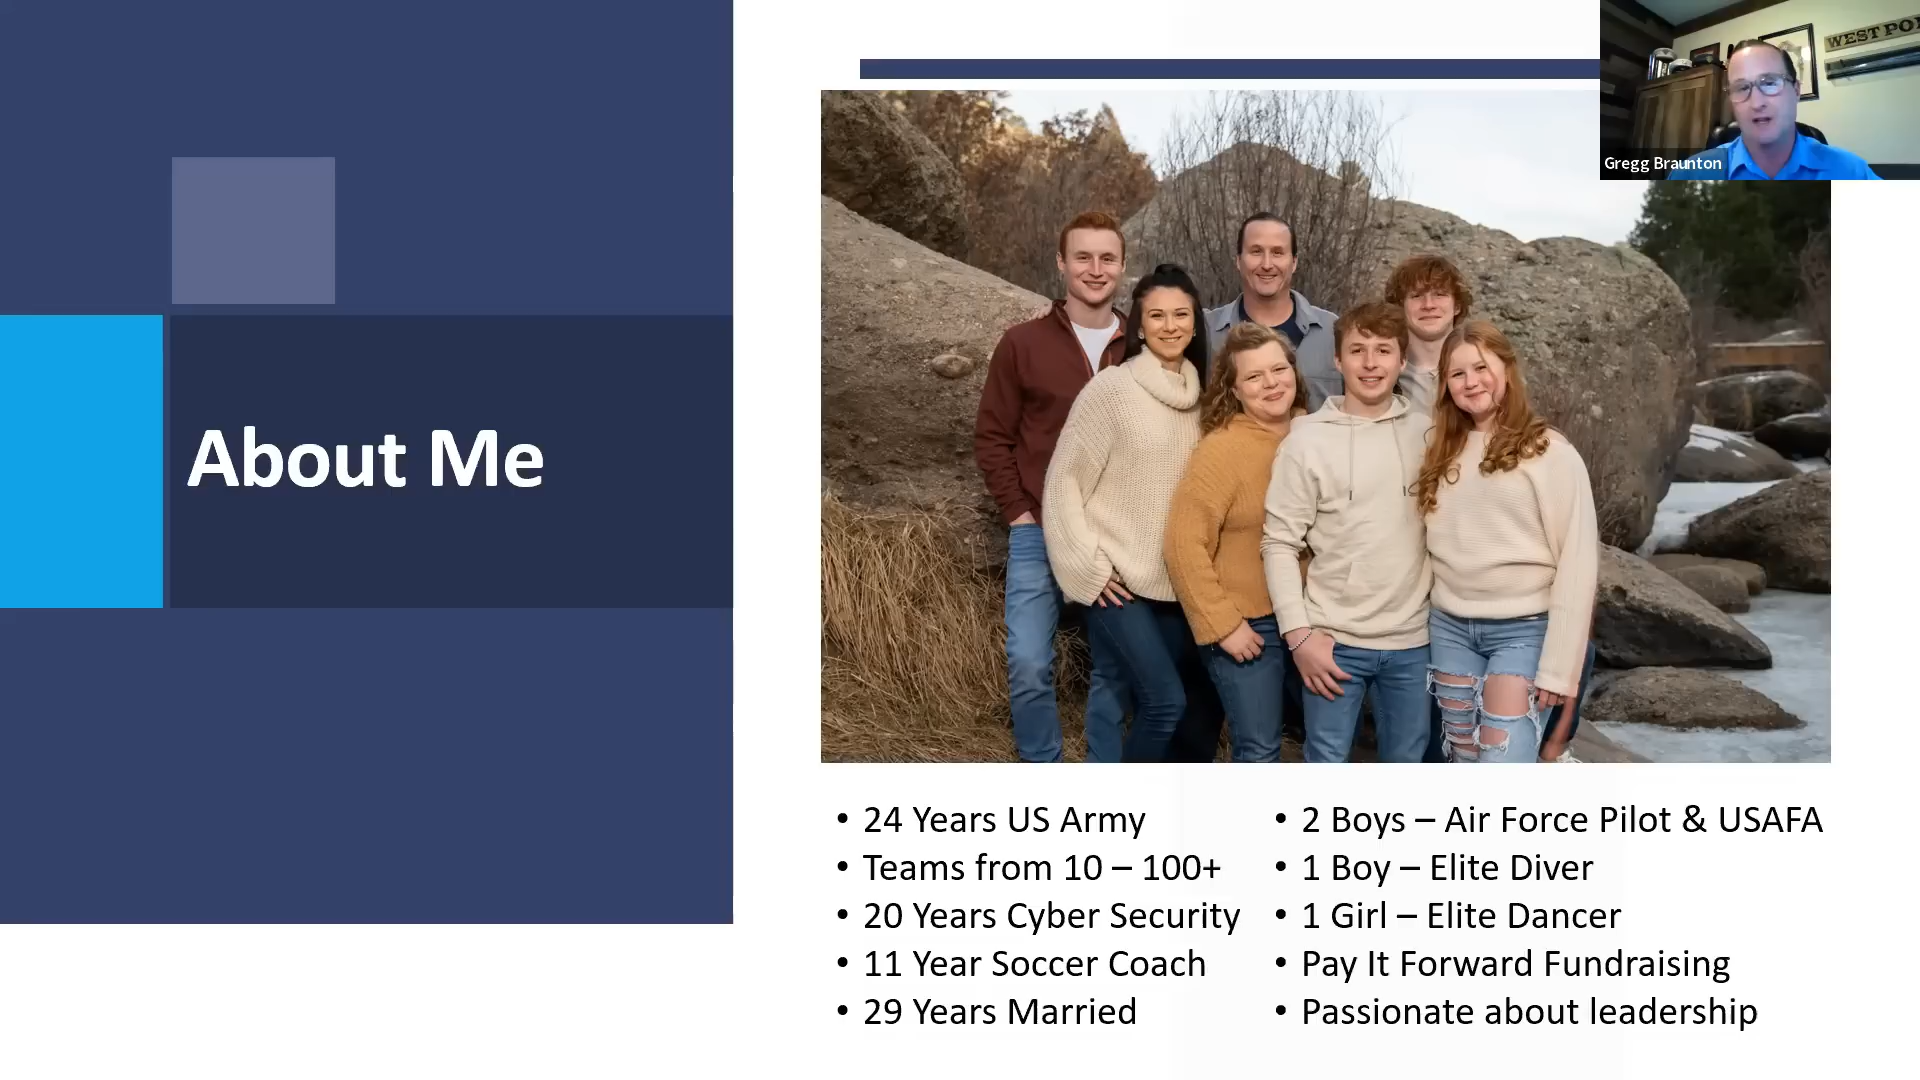 WEST PO
Gregg Braunton
About Me
• 24 Years US Army
• Teams from 10 – 100+
• 20 Years Cyber Security
• 11 Year Soccer Coach
• 29 Years Married
• 2 Boys – Air Force Pilot & USAFA
• 1 Boy – Elite Diver
• 1 Girl – Elite Dancer
• Pay It Forward Fundraising
• Passionate about leadership